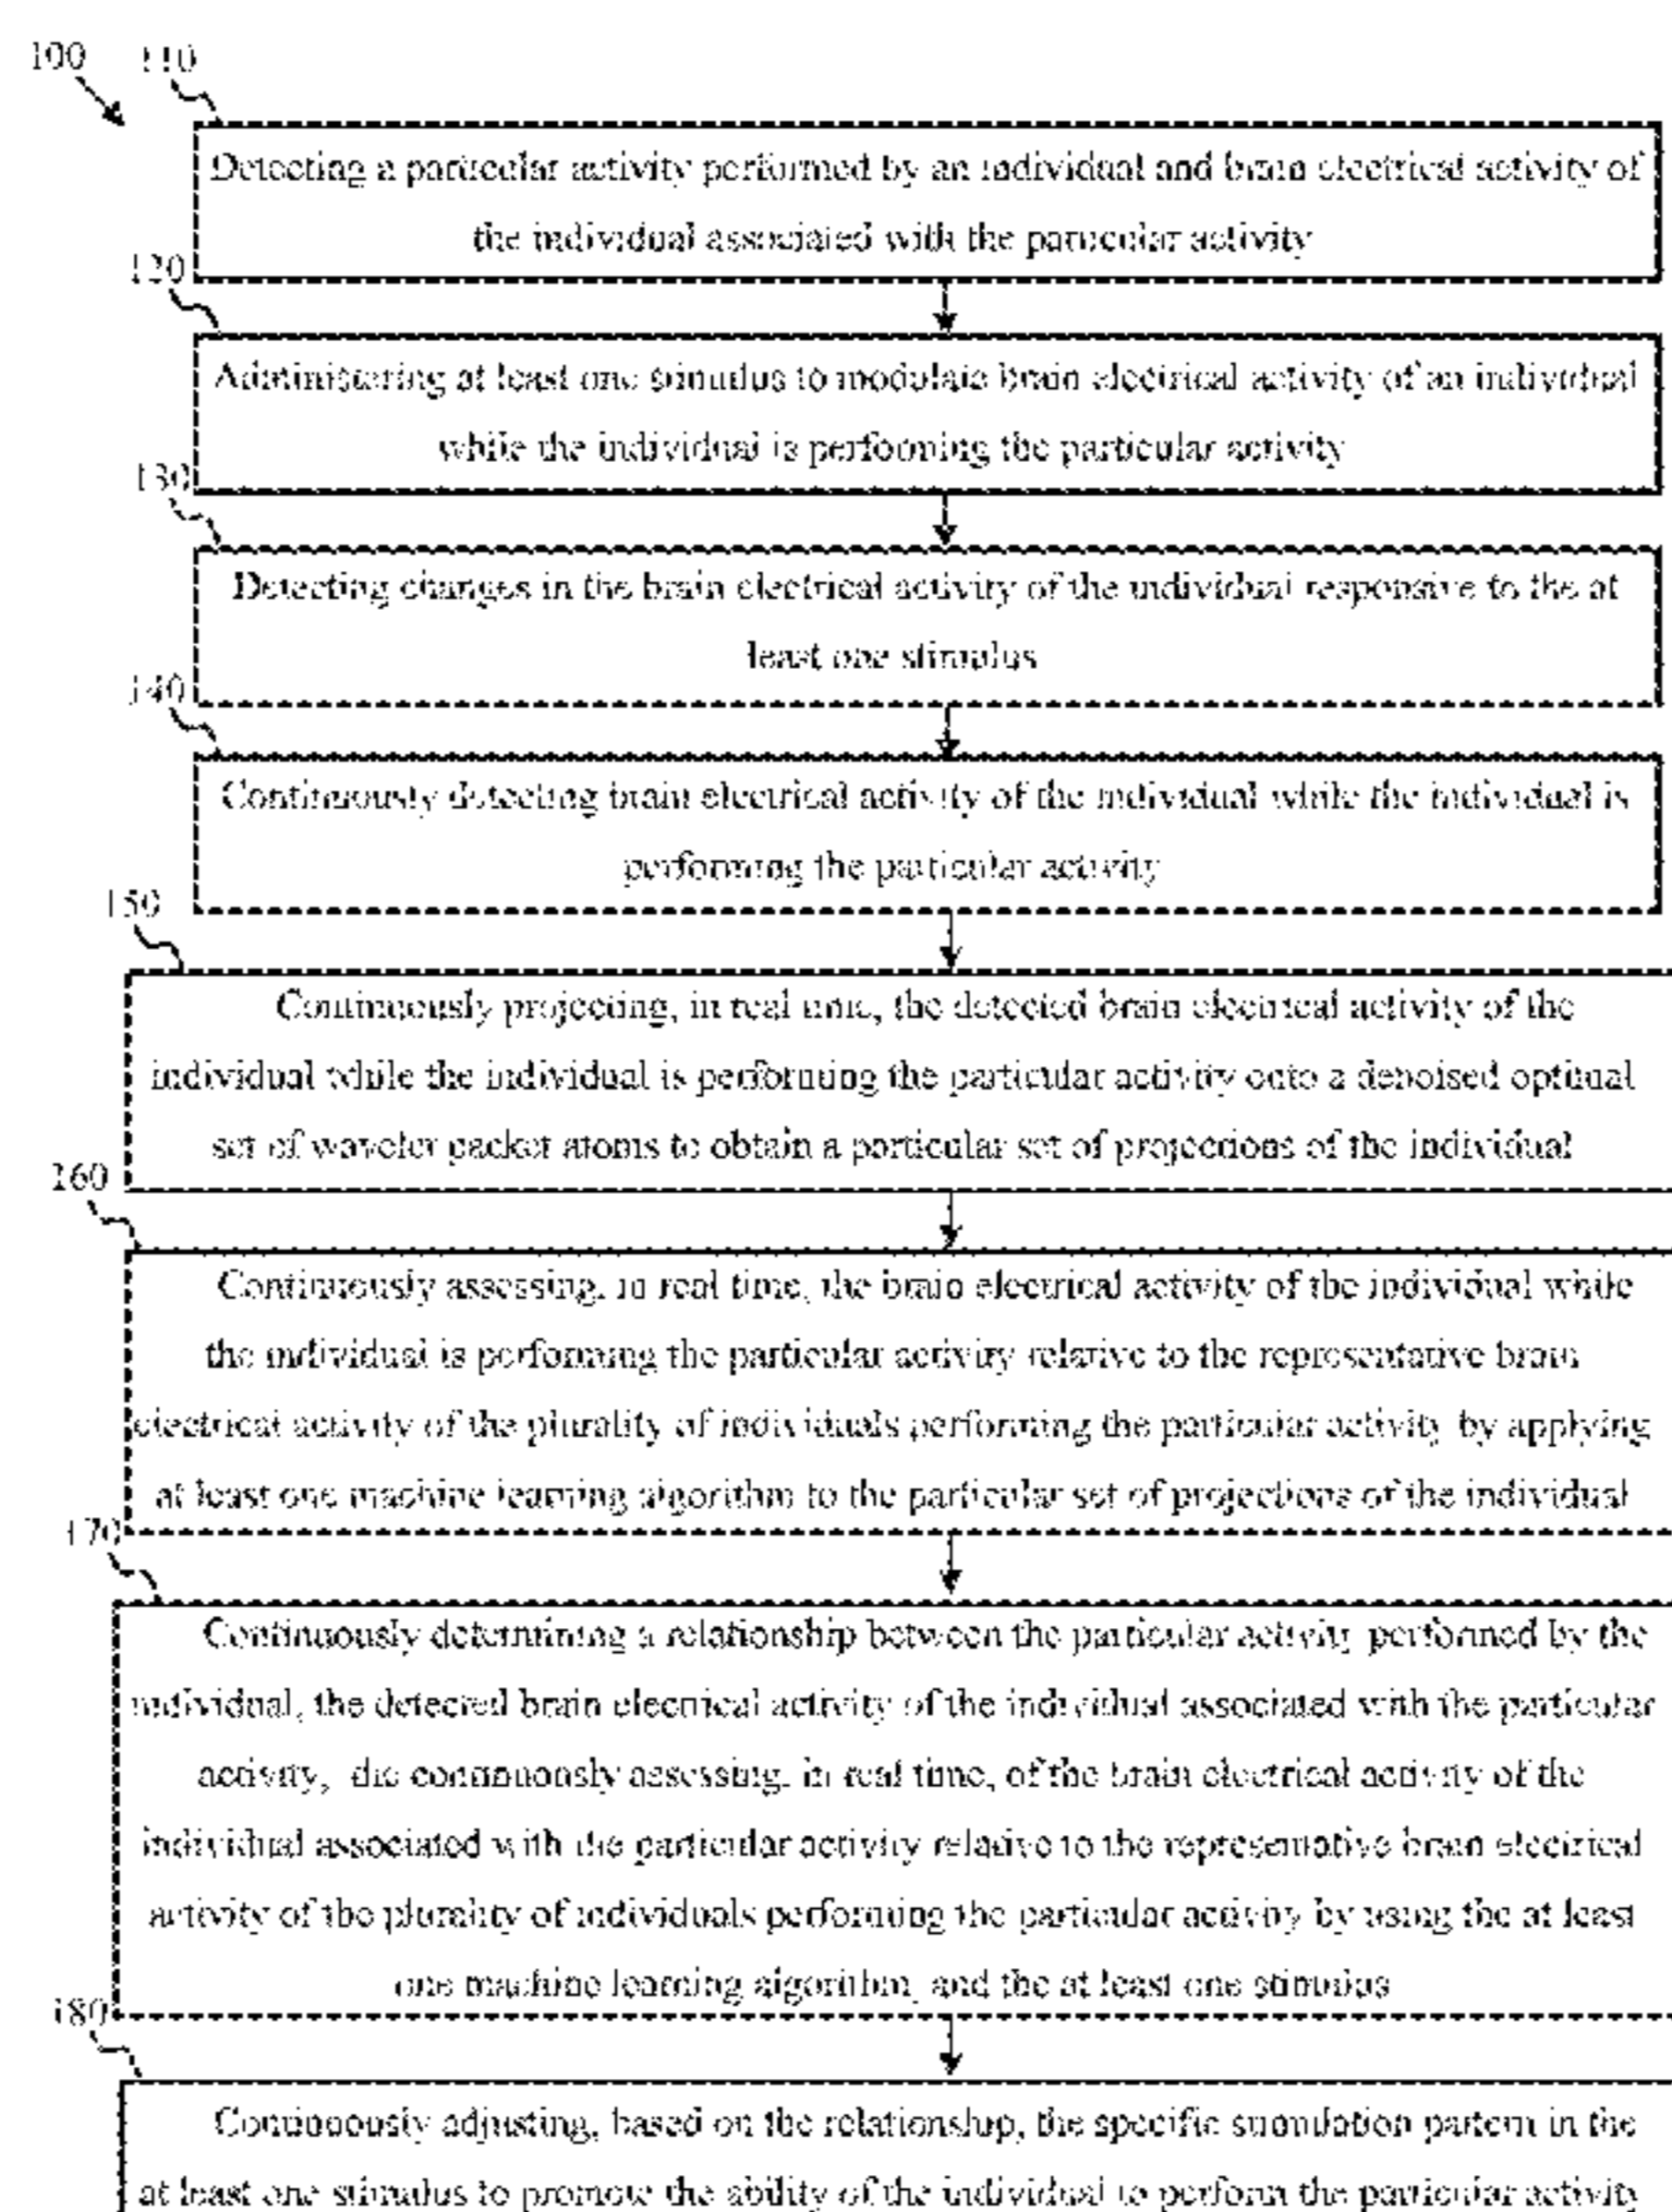 100
110
Detecting a particular activity performed by an individual and brain electrical activity of
the individual associated with the particular activity
120
Administering at least one stimulus to modulate brain electrical activity of an individual
while the individual is performing the particular activity
130
Detecting changes in the brain electrical activity of the individual responsive to the at
least one stimulus
140
Continuously detecting brain electrical activity of the individual while the individual is
performing the particular activity
150
Continuously projecting, in real time, the detected brain electrical activity of the
individual while the individual is performing the particular activity onto a denoised optimal
set of wavelet packet atoms to obtain a particular set of projections of the individual
160
Continuously assessing, in real time, the brain electrical activity of the individual while
the individual is performing the particular activity relative to the representative brain
electrical activity of the plurality of individuals performing the particular activity by applying
at least one machine learning algorithm to the particular set of projections of the individual
170
Continuously determining a relationship between the particular activity performed by the
individual, the detected brain electrical activity of the individual associated with the particular
activity, the continuously assessing, in real time, of the brain electrical activity of the
individual associated with the particular activity relative to the representative brain electrical
activity of the plurality of individuals performing the particular activity by using the at least
one machine learning algorithm and the at least one stimulus
180
Continuously adjusting, based on the relationship, the specific stimulation pattern in the
at least one stimulus to promote the ability of the individual to perform the particular activity